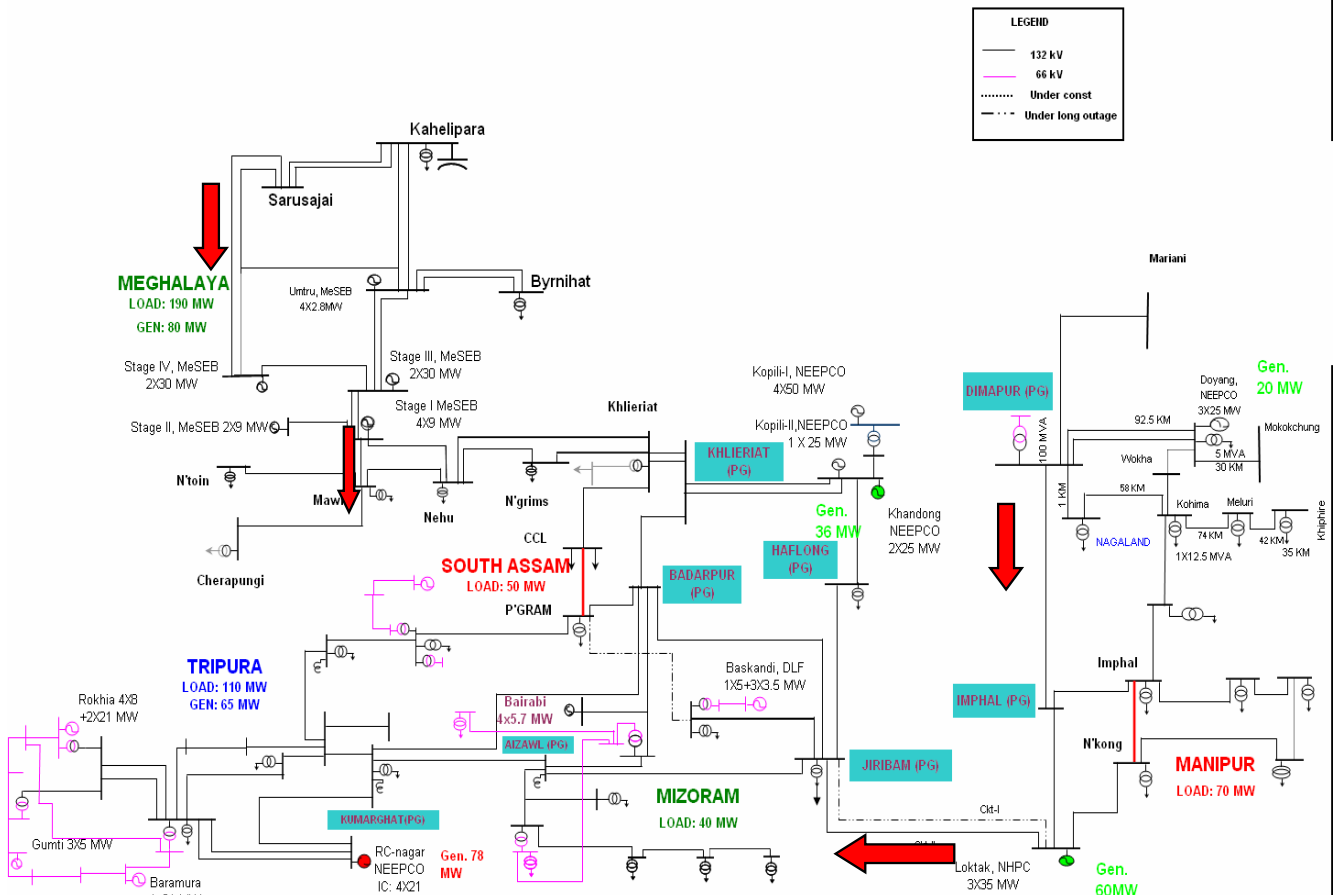 LEGEND
132 kV
66 kV
Under const
Under long outage
Kahelipara
Sarusajai
Mariani
MEGHALAYA
LOAD: 190 MW
GEN: 80 MW
Umtru, MeSEB
4X2.8MW
Byrnihat
Stage IV, MeSEB
2X30 MW
Stage III, MeSEB
2X30 MW
Stage I MeSEB
4X9 MW
Stage II, MeSEB 2X9 MW
Kopili-I, NEEPCO
4X50 MW
Kopili-II,NEEPCO
1 X 25 MW
DIMAPUR (PG)
Doyang,
NEEPCO
3X25 MW
Gen.
20 MW
92.5 KM
100 MVA
5 MVA
30 KM
Mokokchung
Khlieriat
KHLIERIAT
(PG)
N'toin
Nehu
N'grims
Cherapungi
Gen.
36 MW
Khandong
NEEPCO
2X25 MW
Wokha
58 KM
1 KM
Kohima
Meluri
74 KM
42 KM
35 KM
Khiphire
1X12.5 MVA
NAGALAND
CCL
SOUTH ASSAM
LOAD: 50 MW
P'GRAM
BADARPUR
(PG)
HAFLONG
(PG)
TRIPURA
LOAD: 110 MW
GEN: 65 MW
Rokhia 4X8
+2X21 MW
Baskandi, DLF
1X5+3X3.5 MW
Bairabi
4x5.7 MW
AIZAWL (PG)
Imphal
IMPHAL (PG)
N'kong
MANIPUR
LOAD: 70 MW
JIRIBAM (PG)
MIZORAM
LOAD: 40 MW
Ckt-I
KUMARGHAT(PG)
Gumti 3X5 MW
Baramura
RC-nagar
NEEPCO
IC: 4X21
Gen. 78
MW
Loktak, NHPC
3X35 MW
Gen.
60MW